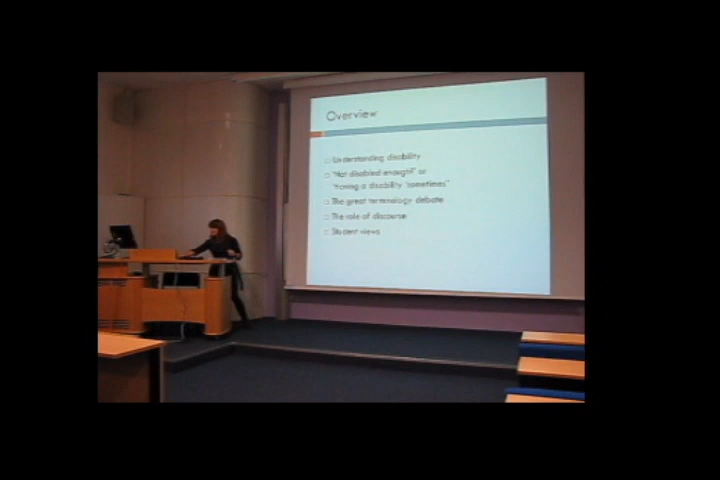 Overview
Understanding disability
"Not disabled enough?" or
"Having a disability 'sometimes'"
The great terminology debate
The role of discourse
Student views